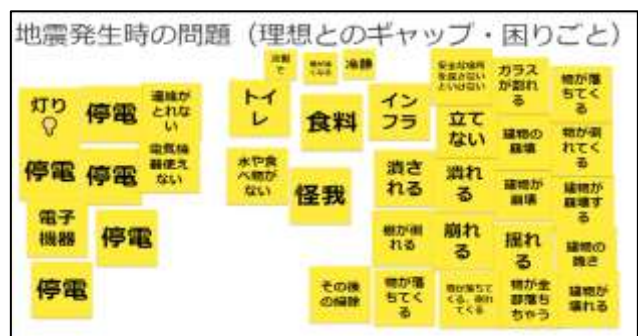 地震発生時の問題（理想とのギャップ・困りごと）
灯り
停電
連絡が
とれない
停電
停電
電気機
器使えない
電子
機器
停電
停電
トイ
レ
食料
冷静
イン
フラ
水や食
べ物が
ない
怪我
安全な場所
を探さない
といけない
ガラス
が割れ
る
物が落
ちてくる
立て
ない
建物の
崩壊
物が倒
れてくる
潰さ
れる
潰れ
る
建物が
崩壊
建物が
崩壊する
棚が倒
れる
崩れ
る
揺れ
る
建物の
その後
の掃除
物が落
ちてく
る
物が落ちて
くる、倒れ
てくる
物が全
部落ち
ちゃう
建物が
壊れる